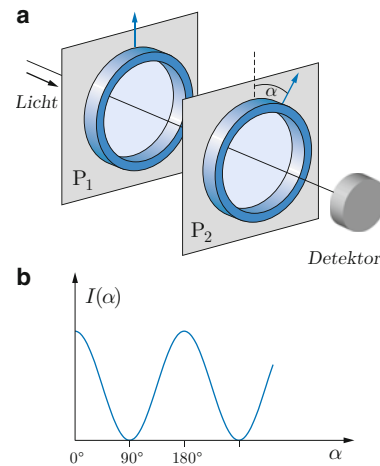 a
α
Licht
P1
P2
Detektor
b
I(α)
0° 90° 180° α